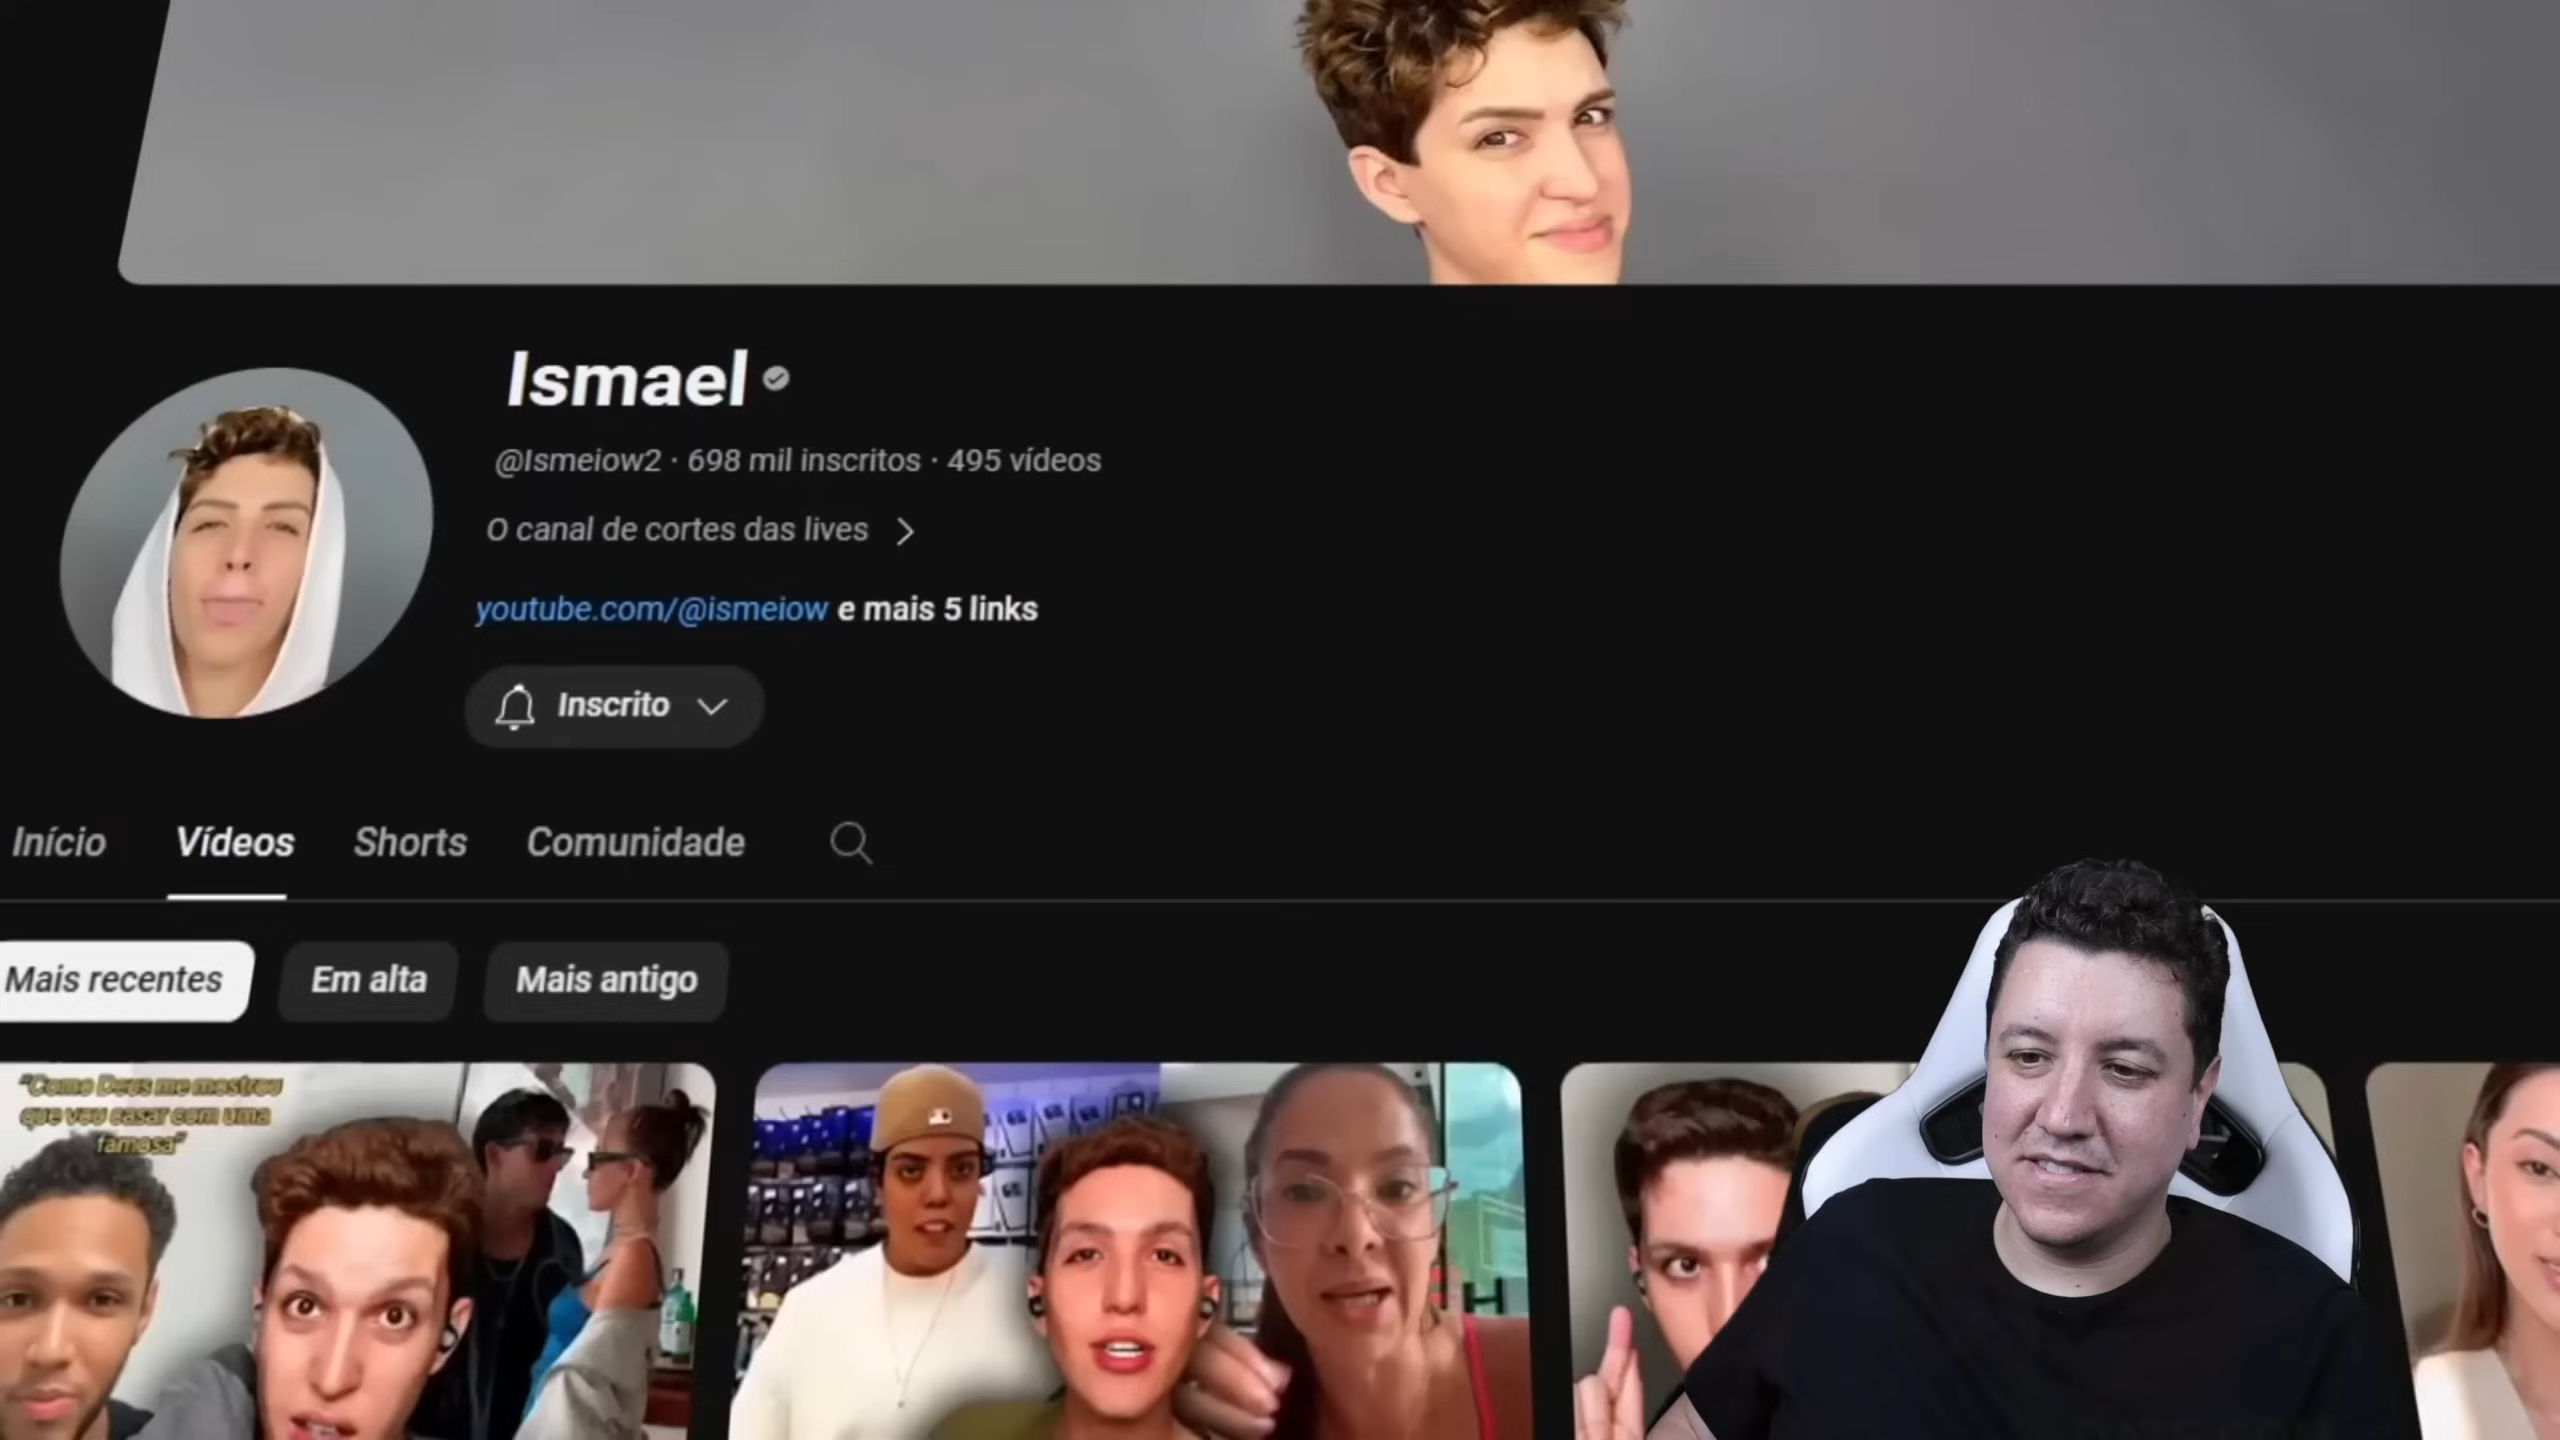 Ismael
@Ismeiow2 · 698 mil inscritos · 495 vídeos
O canal de cortes das lives
youtube.com/@ismeiow e mais 5 links
Inscrito
Início Vídeos Shorts Comunidade
Mais recentes Em alta Mais antigo
"Como Deus me mostrou
que vou casar com uma
famosa"